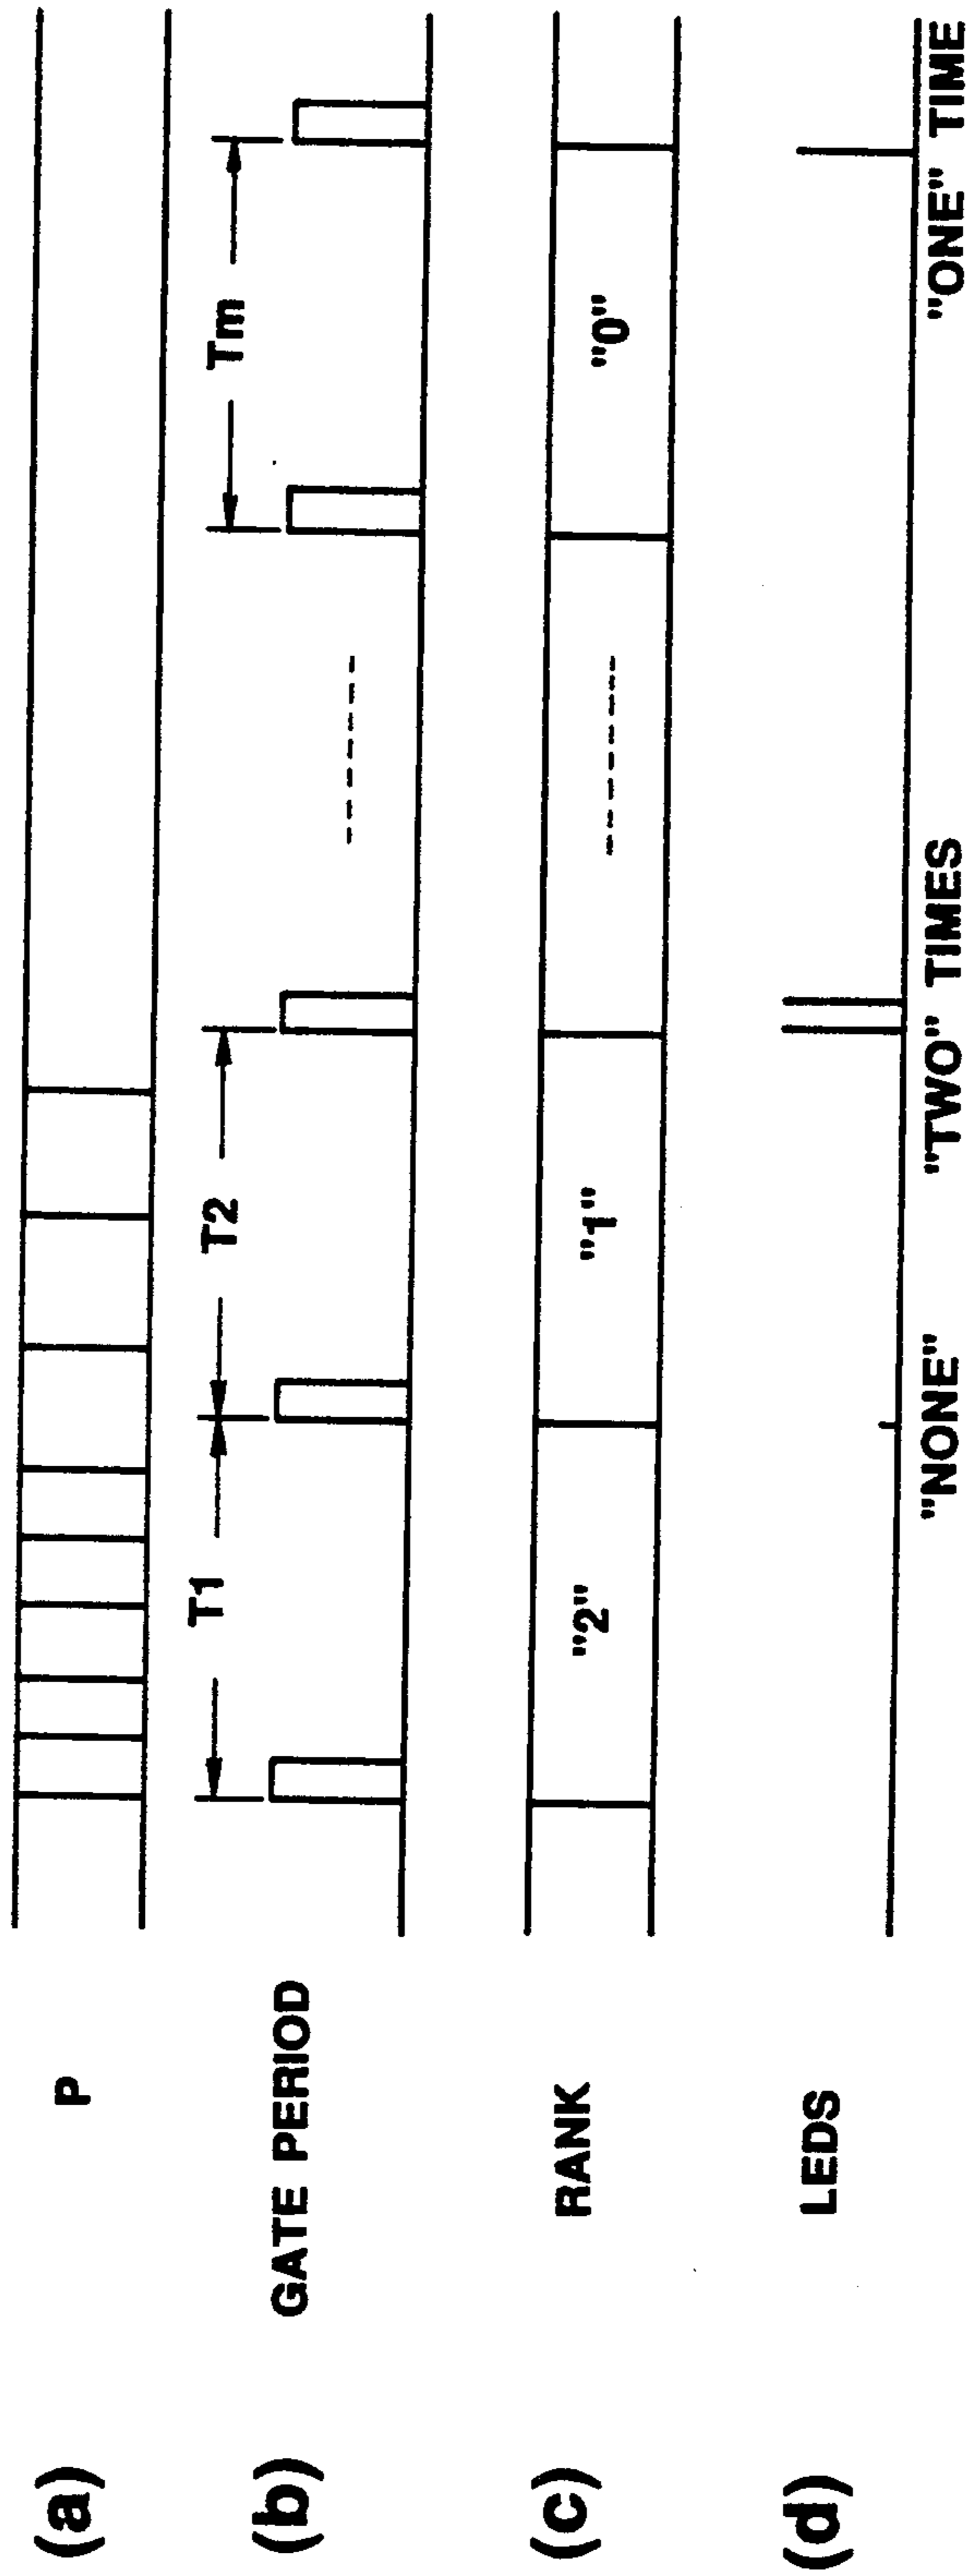 (a) P
T1 T2 Tm
(b) GATE PERIOD
(c) RANK "2" "1" "0"
(d) LEDS
"NONE" "TWO" TIMES "ONE" TIME